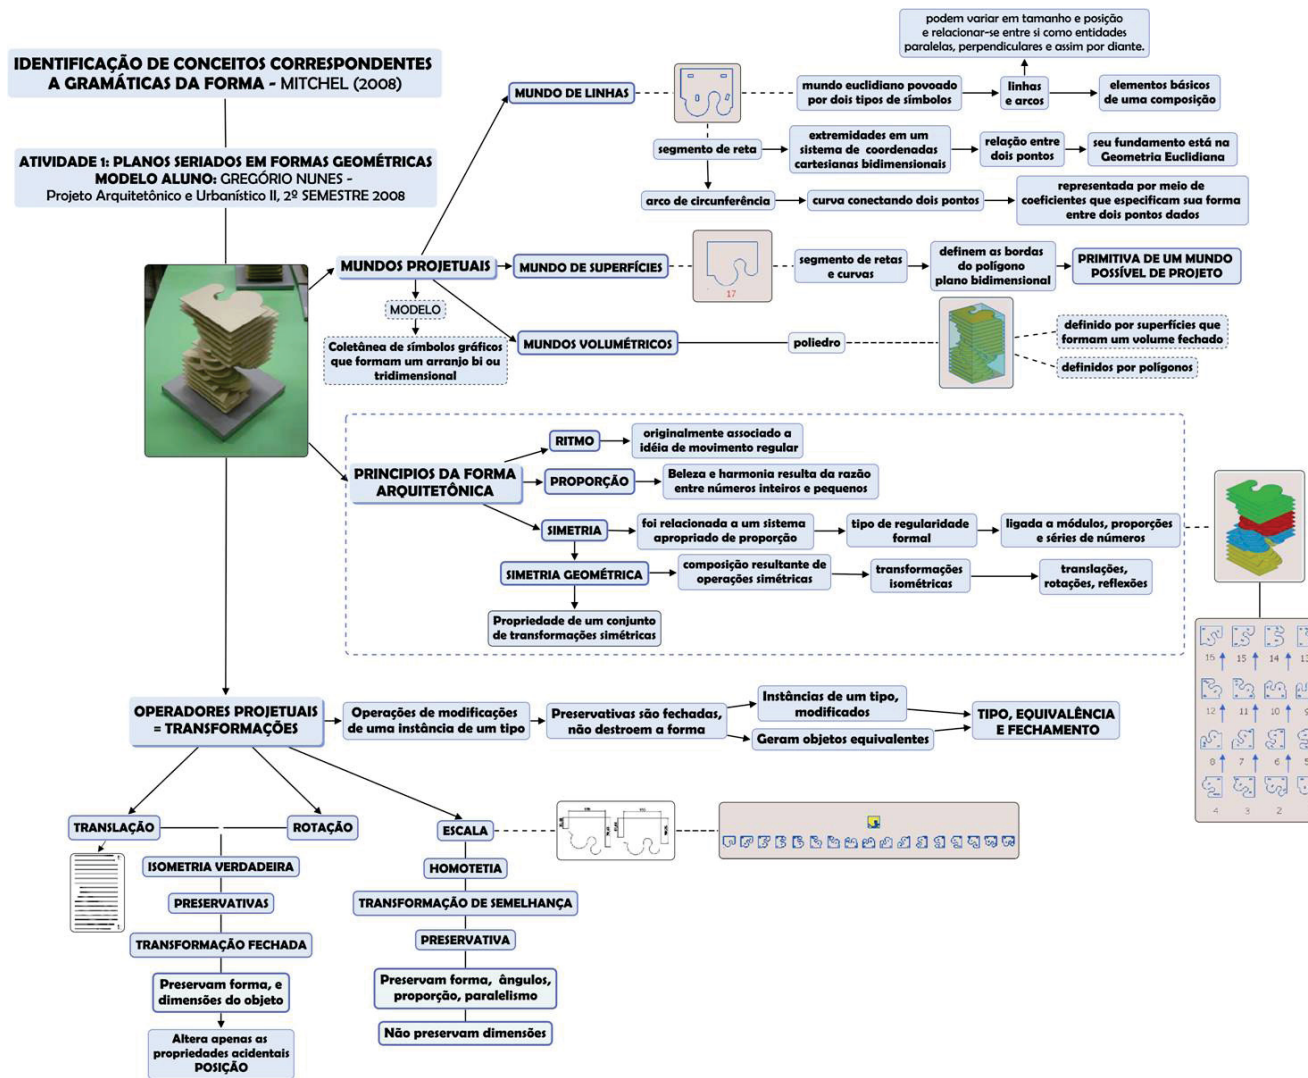 IDENTIFICAÇÃO DE CONCEITOS CORRESPONDENTES
A GRAMÁTICAS DA FORMA - MITCHEL (2008)
ATIVIDADE 1: PLANOS SERIADOS EM FORMAS GEOMÉTRICAS
MODELO ALUNO: GREGÓRIO NUNES -
Projeto Arquitetônico e Urbanístico II, 2º SEMESTRE 2008
MUNDOS PROJETUAIS
MODELO
Coletânea de símbolos gráficos
que formam um arranjo bi ou
tridimensional
MUNDO DE LINHAS
mundo euclidiano povoado
por dois tipos de símbolos
linhas
e arcos
podem variar em tamanho e posição
e relacionar-se entre si como entidades
paralelas, perpendiculares e assim por diante.
elementos básicos
de uma composição
segmento de reta
extremidades em um
sistema de coordenadas
cartesianas bidimensionais
relação entre
dois pontos
seu fundamento está na
Geometria Euclidiana
arco de circunferência
curva conectando dois pontos
representada por meio de
coeficientes que especificam sua forma
entre dois pontos dados
MUNDO DE SUPERFÍCIES
17
segmento de retas
e curvas
definem as bordas
do polígono
plano bidimensional
PRIMITIVA DE UM MUNDO
POSSÍVEL DE PROJETO
MUNDOS VOLUMÉTRICOS
poliedro
definido por superfícies que
formam um volume fechado
definidos por polígonos
PRINCIPIOS DA FORMA
ARQUITETÔNICA
RITMO
originalmente associado a
idéia de movimento regular
PROPORÇÃO
Beleza e harmonia resulta da razão
entre números inteiros e pequenos
SIMETRIA
foi relacionada a um sistema
apropriado de proporção
tipo de regularidade
formal
ligada a módulos, proporções
e séries de números
SIMETRIA GEOMÉTRICA
composição resultante de
operações simétricas
transformações
isométricas
translações,
rotações, reflexões
Propriedade de um conjunto
de transformações simétricas
15 14 13
12 11 10 9
8 7 6 5
4 3 2
OPERADORES PROJETUAIS
= TRANSFORMAÇÕES
Operações de modificações
de uma instância de um tipo
Preservativas são fechadas,
não destroem a forma
Instâncias de um tipo,
modificados
Geram objetos equivalentes
TIPO, EQUIVALÊNCIA
E FECHAMENTO
TRANSLAÇÃO
ROTAÇÃO
ISOMETRIA VERDADEIRA
PRESERVATIVAS
TRANSFORMAÇÃO FECHADA
Preservam forma, e
dimensões do objeto
Altera apenas as
propriedades acidentais
POSIÇÃO
ESCALA
HOMOTETIA
TRANSFORMAÇÃO DE SEMELHANÇA
PRESERVATIVA
Preservam forma, ângulos,
proporção, paralelismo
Não preservam dimensões